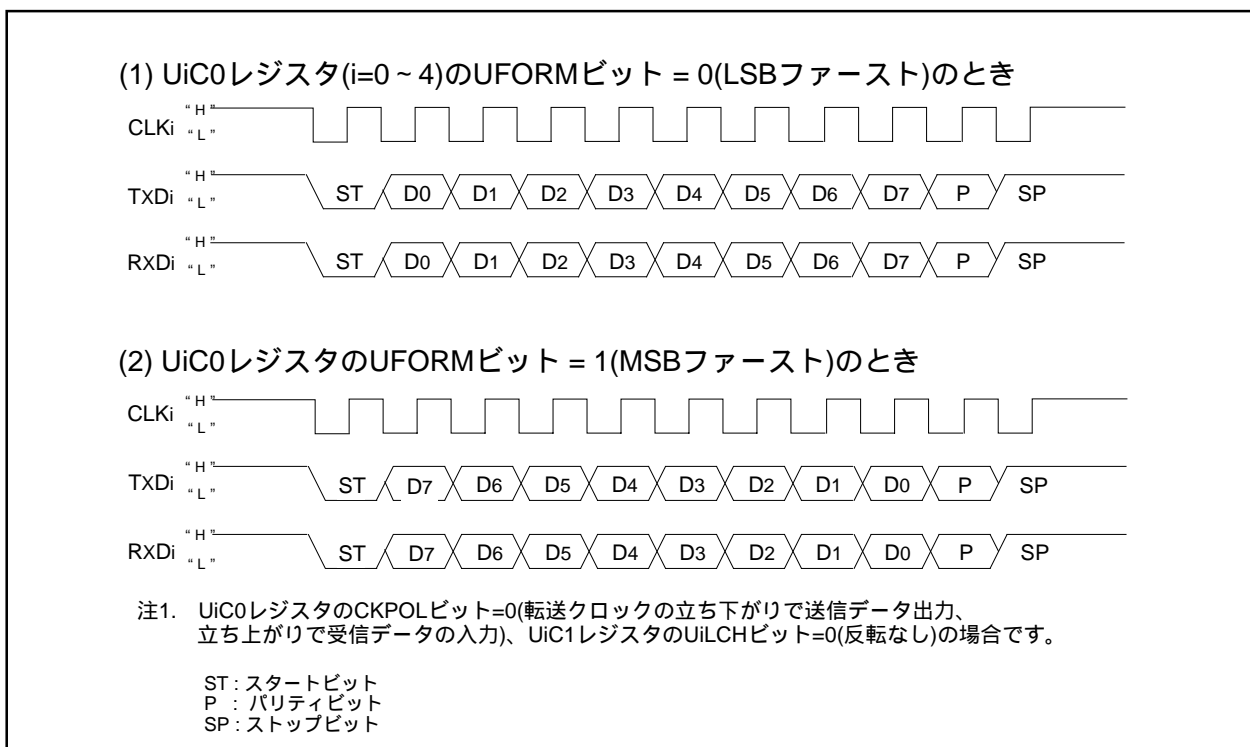 (1) UiC0レジスタ(i=0 ~ 4)のUFORMビット = 0(LSBファースト)のとき
CLKi “ H ” “ L ”
TXDi “ H ” “ L ” ST D0 D1 D2 D3 D4 D5 D6 D7 P SP
RXDi “ H ” “ L ” ST D0 D1 D2 D3 D4 D5 D6 D7 P SP
(2) UiC0レジスタのUFORMビット = 1(MSBファースト)のとき
CLKi “ H ” “ L ”
TXDi “ H ” “ L ” ST D7 D6 D5 D4 D3 D2 D1 D0 P SP
RXDi “ H ” “ L ” ST D7 D6 D5 D4 D3 D2 D1 D0 P SP
注1. UiC0レジスタのCKPOLビット=0(転送クロックの立ち下がりで送信データ出力、
立ち上がりで受信データの入力)、UiC1レジスタのUiLCHビット=0(反転なし)の場合です。
ST : スタートビット
P : パリティビット
SP : ストップビット